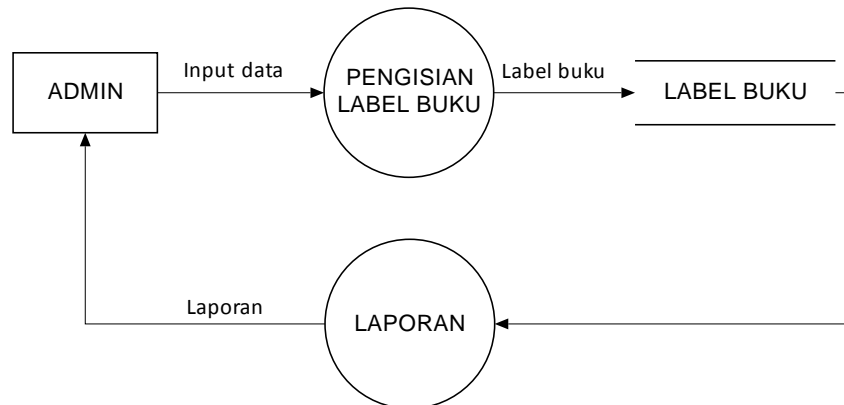 ADMIN
Input data
PENGISIAN
LABEL BUKU
Label buku
LABEL BUKU
Laporan
LAPORAN